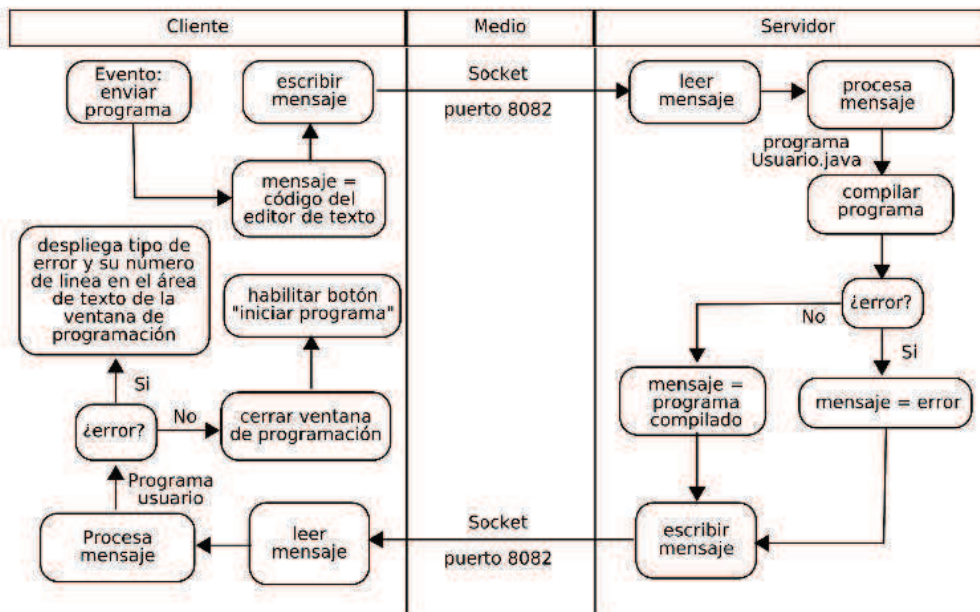 Cliente
Medio
Servidor
Evento:
enviar
programa
escribir
mensaje
Socket
puerto 8082
leer
mensaje
procesa
mensaje
programa
Usuario.java
mensaje =
código del
editor de texto
compilar
programa
despliega tipo de
error y su número
de linea en el área
de texto de la
ventana de
programación
habilitar botón
"iniciar programa"
¿error?
No
Si
mensaje =
programa
compilado
mensaje = error
Si
¿error?
No
cerrar ventana
de programación
Programa
usuario
Procesa
mensaje
leer
mensaje
Socket
puerto 8082
escribir
mensaje